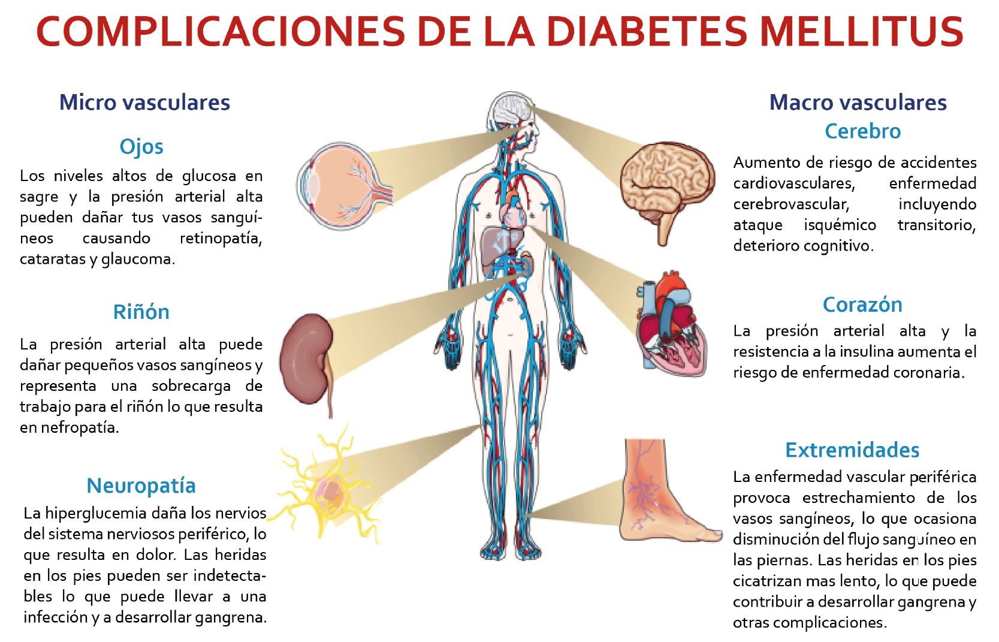 COMPLICACIONES DE LA DIABETES MELLITUS
Micro vasculares
Ojos
Los niveles altos de glucosa en
sagre y la presión arterial alta
pueden dañar tus vasos sanguí-
neos causando retinopatía,
cataratas y glaucoma.
Riñón
La presión arterial alta puede
dañar pequeños vasos sangíneos y
representa una sobrecarga de
trabajo para el riñón lo que resulta
en nefropatía.
Neuropatía
La hiperglucemia daña los nervios
del sistema nerviosos periférico, lo
que resulta en dolor. Las heridas
en los pies pueden ser indetecta-
bles lo que puede llevar a una
infección y a desarrollar gangrena.
Macro vasculares
Cerebro
Aumento de riesgo de accidentes
cardiovasculares, enfermedad
cerebrovascular, incluyendo
ataque isquémico transitorio,
deterioro cognitivo.
Corazón
La presión arterial alta y la
resistencia a la insulina aumenta el
riesgo de enfermedad coronaria.
Extremidades
La enfermedad vascular periférica
provoca estrechamiento de los
vasos sangíneos, lo que ocasiona
disminución del flujo sanguíneo en
las piernas. Las heridas en los pies
cicatrizan mas lento, lo que puede
contribuir a desarrollar gangrena y
otras complicaciones.